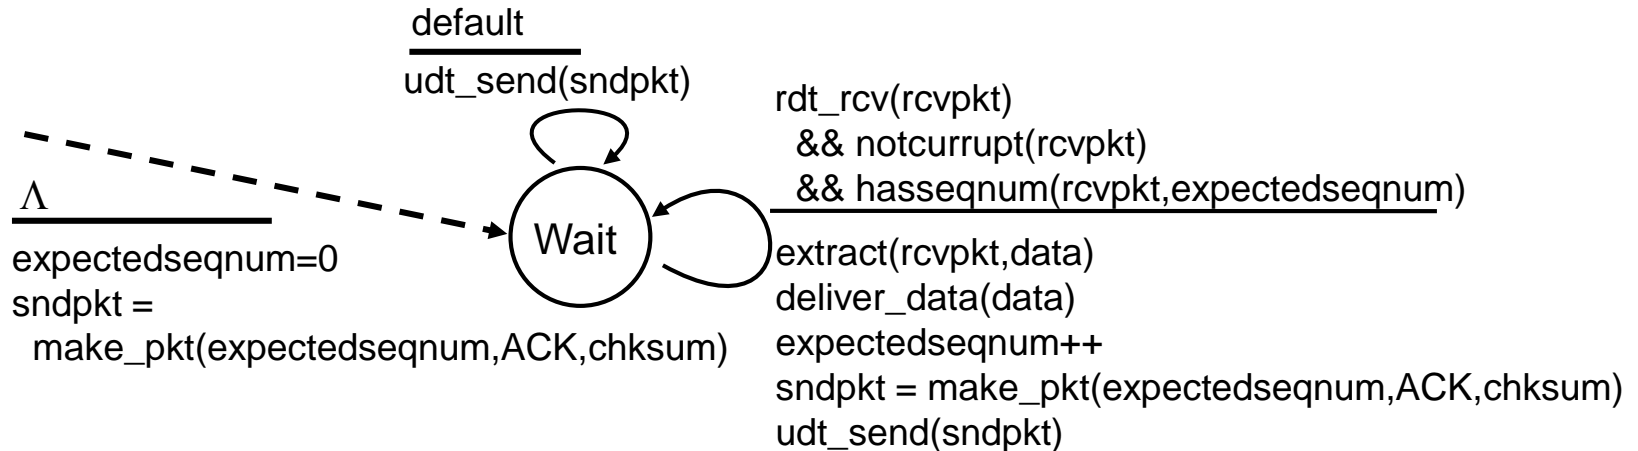 default
udt_send(sndpkt)
rdt_rcv(rcvpkt)
&& notcurrupt(rcvpkt)
&& hasseqnum(rcvpkt,expectedseqnum)
Λ
expectedseqnum=0
sndpkt =
make_pkt(expectedseqnum,ACK,chksum)
Wait
extract(rcvpkt,data)
deliver_data(data)
expectedseqnum++
sndpkt = make_pkt(expectedseqnum,ACK,chksum)
udt_send(sndpkt)